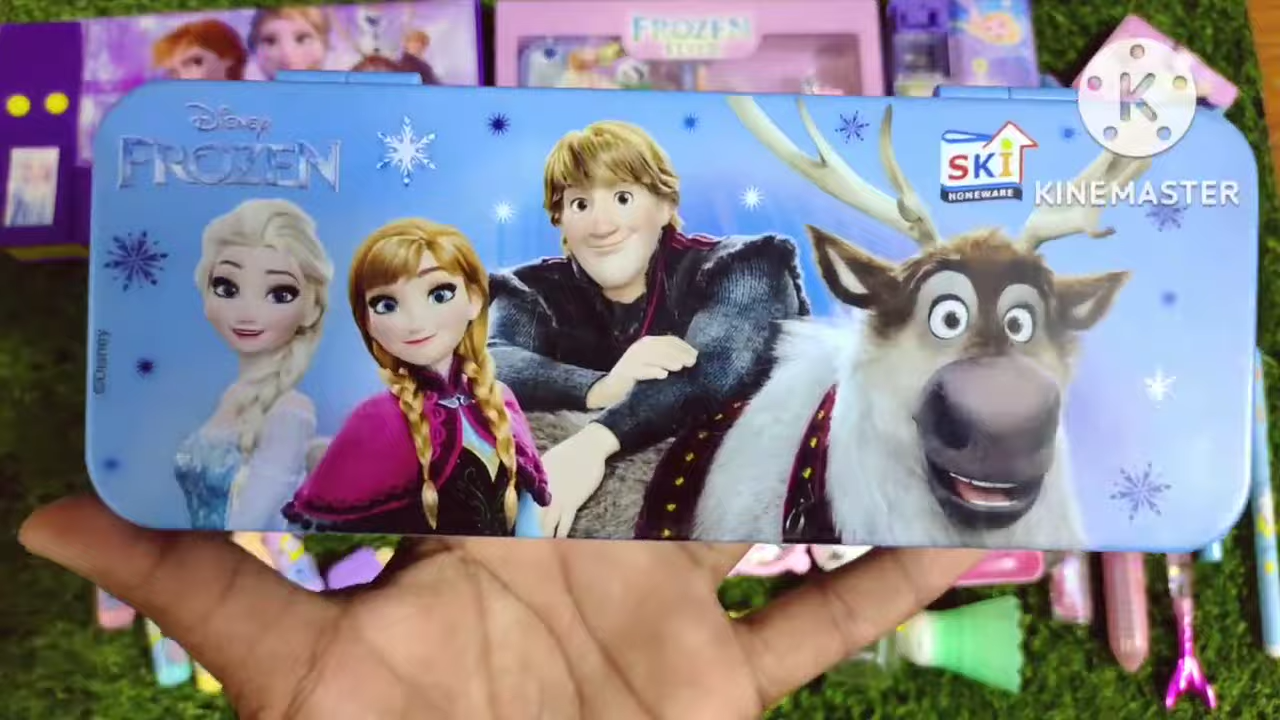 FROZEN
Disney
FROZEN
SKI
HOMEWARE
K
KINEMASTER
©Disney